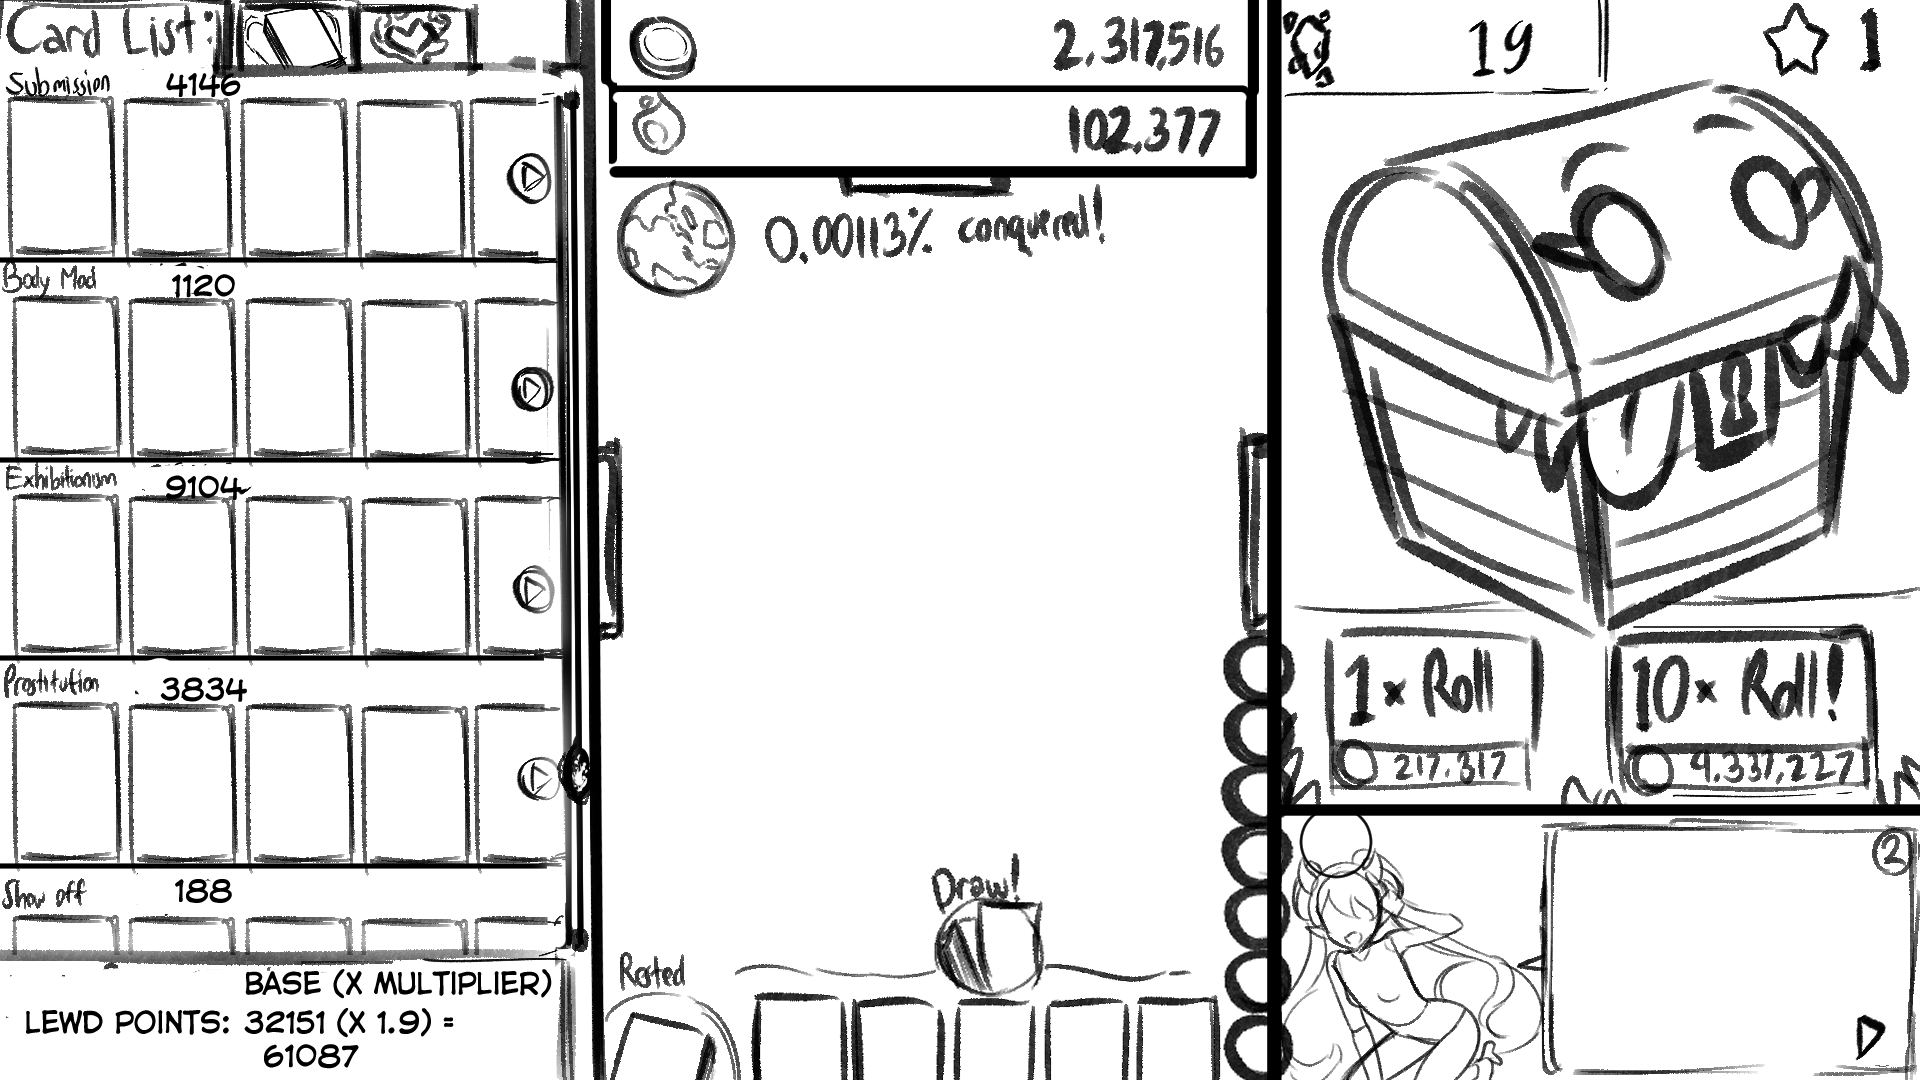 Card List:
Submission 4146
Body Mod 1120
Exhibitionism 9104
Prostitution 3834
Show off 188
BASE (X MULTIPLIER)
LEWD POINTS: 32151 (X 1.9) =
61087
2,317,516
102,377
0.00113% conquered!
Draw!
Rested
19
1
1x Roll
217,317
10x Roll!
4,337,227
2